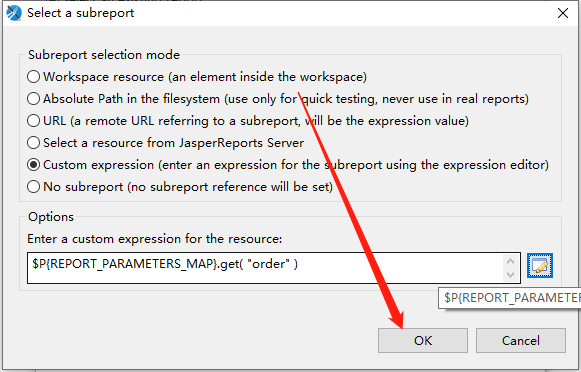 Select a subreport
Subreport selection mode
Workspace resource (an element inside the workspace)
Absolute Path in the filesystem (use only for quick testing, never use in real reports)
URL (a remote URL referring to a subreport, will be the expression value)
Select a resource from JasperReports Server
Custom expression (enter an expression for the subreport using the expression editor)
No subreport (no subreport reference will be set)
Options
Enter a custom expression for the resource:
$P{REPORT_PARAMETERS_MAP}.get( "order" )
$P{REPORT_PARAMETER
OK
Cancel